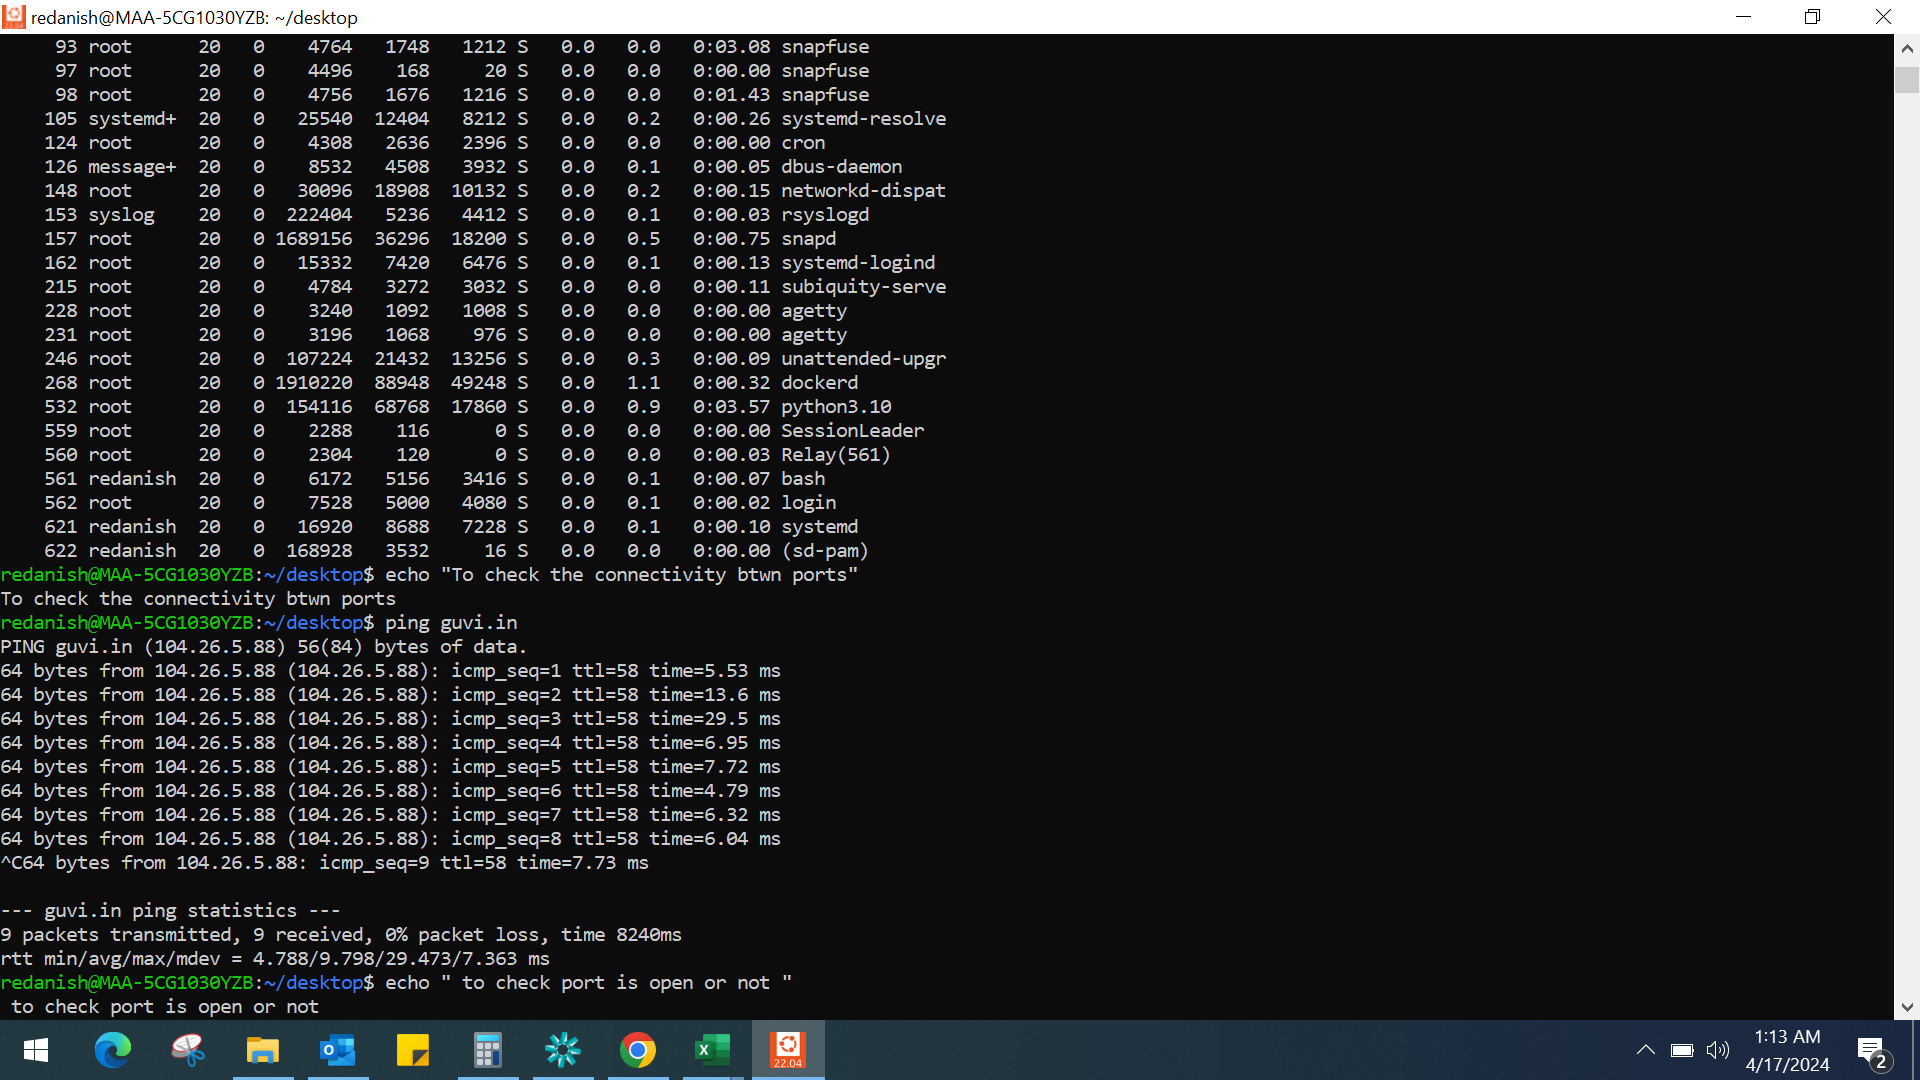 redanish@MAA-5CG1030YZB: ~/desktop
93 root 20 0 4764 1748 1212 S 0.0 0.0 0:03.08 snapfuse
97 root 20 0 4496 168 20 S 0.0 0.0 0:00.00 snapfuse
98 root 20 0 4756 1676 1216 S 0.0 0.0 0:01.43 snapfuse
105 systemd+ 20 0 25540 12404 8212 S 0.0 0.2 0:00.26 systemd-resolve
124 root 20 0 4308 2636 2396 S 0.0 0.0 0:00.00 cron
126 message+ 20 0 8532 4508 3932 S 0.0 0.1 0:00.05 dbus-daemon
148 root 20 0 30096 18908 10132 S 0.0 0.2 0:00.15 networkd-dispat
153 syslog 20 0 222404 5236 4412 S 0.0 0.1 0:00.03 rsyslogd
157 root 20 0 1689156 36296 18200 S 0.0 0.5 0:00.75 snapd
162 root 20 0 15332 7420 6476 S 0.0 0.1 0:00.13 systemd-logind
215 root 20 0 4784 3272 3032 S 0.0 0.0 0:00.11 subiquity-serve
228 root 20 0 3240 1092 1008 S 0.0 0.0 0:00.00 agetty
231 root 20 0 3196 1068 976 S 0.0 0.0 0:00.00 agetty
246 root 20 0 107224 21432 13256 S 0.0 0.3 0:00.09 unattended-upgr
268 root 20 0 1910220 88948 49248 S 0.0 1.1 0:00.32 dockerd
532 root 20 0 154116 68768 17860 S 0.0 0.9 0:03.57 python3.10
559 root 20 0 2288 116 0 S 0.0 0.0 0:00.00 SessionLeader
560 root 20 0 2304 120 0 S 0.0 0.0 0:00.03 Relay(561)
561 redanish 20 0 6172 5156 3416 S 0.0 0.1 0:00.07 bash
562 root 20 0 7528 5000 4080 S 0.0 0.1 0:00.02 login
621 redanish 20 0 16920 8688 7228 S 0.0 0.1 0:00.10 systemd
622 redanish 20 0 168928 3532 16 S 0.0 0.0 0:00.00 (sd-pam)
redanish@MAA-5CG1030YZB:~/desktop$ echo "To check the connectivity btwn ports"
To check the connectivity btwn ports
redanish@MAA-5CG1030YZB:~/desktop$ ping guvi.in
PING guvi.in (104.26.5.88) 56(84) bytes of data.
64 bytes from 104.26.5.88 (104.26.5.88): icmp_seq=1 ttl=58 time=5.53 ms
64 bytes from 104.26.5.88 (104.26.5.88): icmp_seq=2 ttl=58 time=13.6 ms
64 bytes from 104.26.5.88 (104.26.5.88): icmp_seq=3 ttl=58 time=29.5 ms
64 bytes from 104.26.5.88 (104.26.5.88): icmp_seq=4 ttl=58 time=6.95 ms
64 bytes from 104.26.5.88 (104.26.5.88): icmp_seq=5 ttl=58 time=7.72 ms
64 bytes from 104.26.5.88 (104.26.5.88): icmp_seq=6 ttl=58 time=4.79 ms
64 bytes from 104.26.5.88 (104.26.5.88): icmp_seq=7 ttl=58 time=6.32 ms
64 bytes from 104.26.5.88 (104.26.5.88): icmp_seq=8 ttl=58 time=6.04 ms
^C64 bytes from 104.26.5.88: icmp_seq=9 ttl=58 time=7.73 ms
--- guvi.in ping statistics ---
9 packets transmitted, 9 received, 0% packet loss, time 8240ms
rtt min/avg/max/mdev = 4.788/9.798/29.473/7.363 ms
redanish@MAA-5CG1030YZB:~/desktop$ echo " to check port is open or not "
to check port is open or not
22.04
1:13 AM
4/17/2024
2